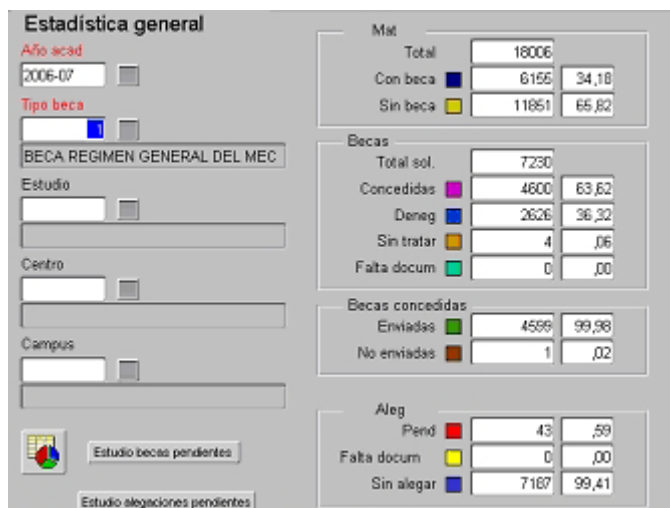 Estadística general
Año acad
2006-07
Tipo beca
1
BECA REGIMEN GENERAL DEL MEC
Estudio
Centro
Campus
Estudio becas pendientes
Estudio alegaciones pendientes
Mat
Total 18006
Con beca 6155 34,18
Sin beca 11851 65,82
Becas
Total sol. 7230
Concedidas 4600 63,62
Deneg 2626 36,32
Sin tratar 4 ,06
Falta docum 0 ,00
Becas concedidas
Enviadas 4599 99,98
No enviadas 1 ,02
Aleg
Pend 43 ,59
Falta docum 0 ,00
Sin alegar 7187 99,41